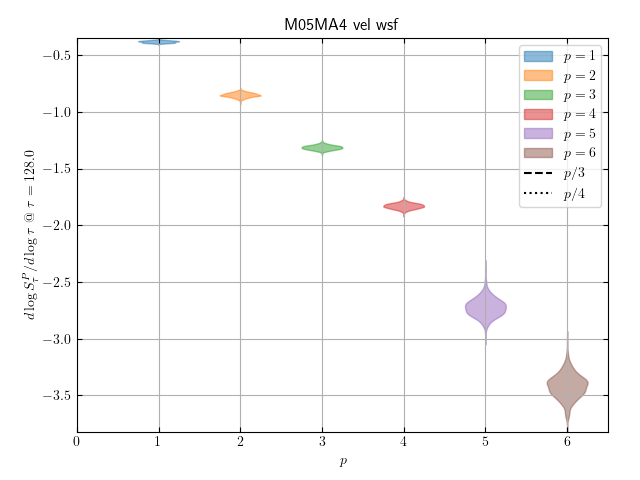 M05MA4 vel wsf
d log S_τ^P / d log τ @ τ = 128.0
−0.5
−1.0
−1.5
−2.0
−2.5
−3.0
−3.5
p = 1
p = 2
p = 3
p = 4
p = 5
p = 6
p/3
p/4
0 1 2 3 4 5 6
p